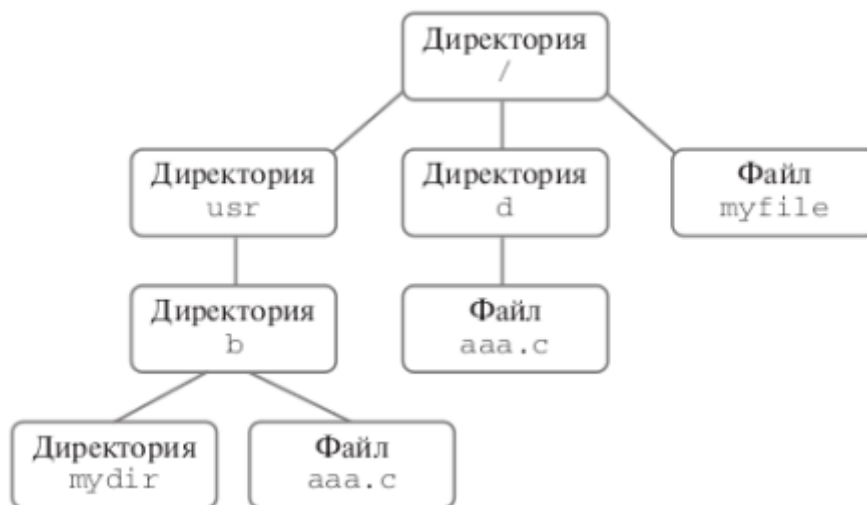 Директория
/
Директория
usr
Директория
d
Файл
myfile
Директория
b
Файл
aaa.c
Директория
mydir
Файл
aaa.c